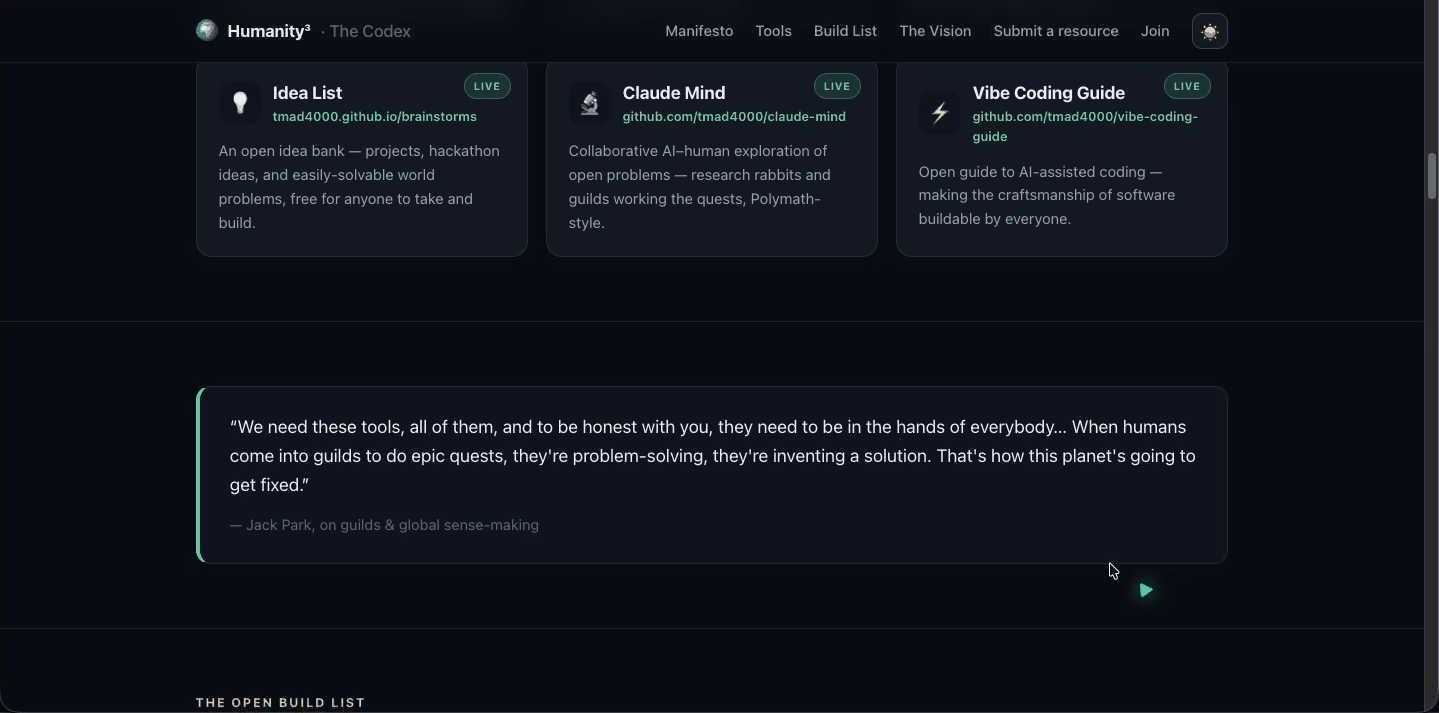 Humanity³ · The Codex
Manifesto Tools Build List The Vision Submit a resource Join
Idea List
LIVE
tmad4000.github.io/brainstorms
An open idea bank — projects, hackathon
ideas, and easily-solvable world
problems, free for anyone to take and
build.
Claude Mind
LIVE
github.com/tmad4000/claude-mind
Collaborative AI–human exploration of
open problems — research rabbits and
guilds working the quests, Polymath-
style.
Vibe Coding Guide
LIVE
github.com/tmad4000/vibe-coding-
guide
Open guide to AI-assisted coding —
making the craftsmanship of software
buildable by everyone.
“We need these tools, all of them, and to be honest with you, they need to be in the hands of everybody... When humans
come into guilds to do epic quests, they're problem-solving, they're inventing a solution. That's how this planet's going to
get fixed.”
— Jack Park, on guilds & global sense-making
THE OPEN BUILD LIST